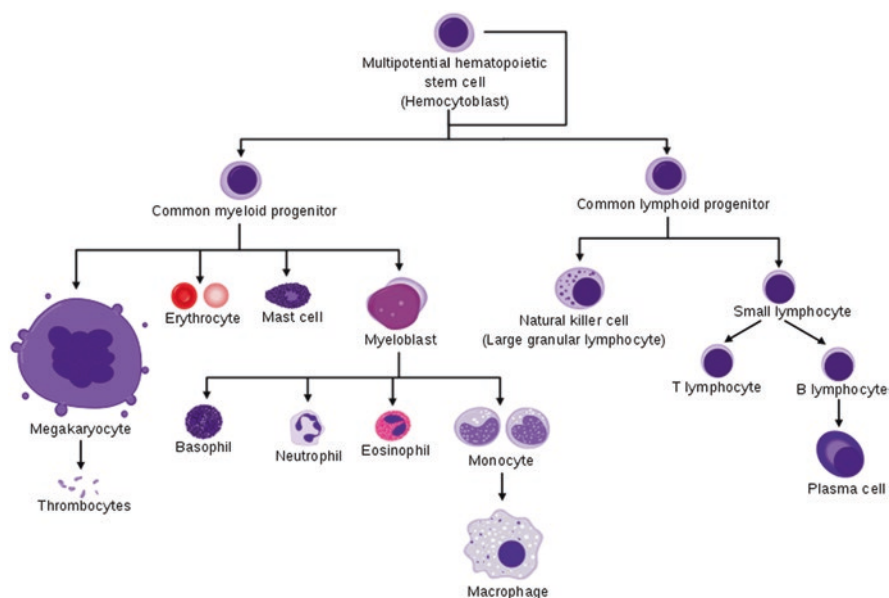 Multipotential hematopoietic
stem cell
(Hemocytoblast)
Common myeloid progenitor
Common lymphoid progenitor
Erythrocyte
Mast cell
Myeloblast
Natural killer cell
(Large granular lymphocyte)
Small lymphocyte
T lymphocyte
B lymphocyte
Megakaryocyte
Basophil
Neutrophil
Eosinophil
Monocyte
Plasma cell
Thrombocytes
Macrophage